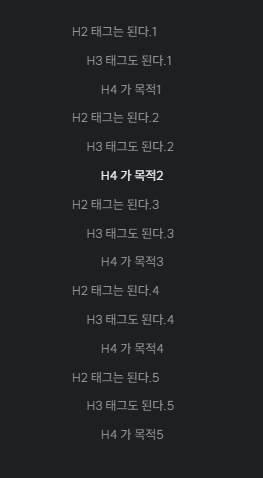 H2 태그는 된다.1
H3 태그도 된다.1
H4 가 목적1
H2 태그는 된다.2
H3 태그도 된다.2
H4 가 목적2
H2 태그는 된다.3
H3 태그도 된다.3
H4 가 목적3
H2 태그는 된다.4
H3 태그도 된다.4
H4 가 목적4
H2 태그는 된다.5
H3 태그도 된다.5
H4 가 목적5